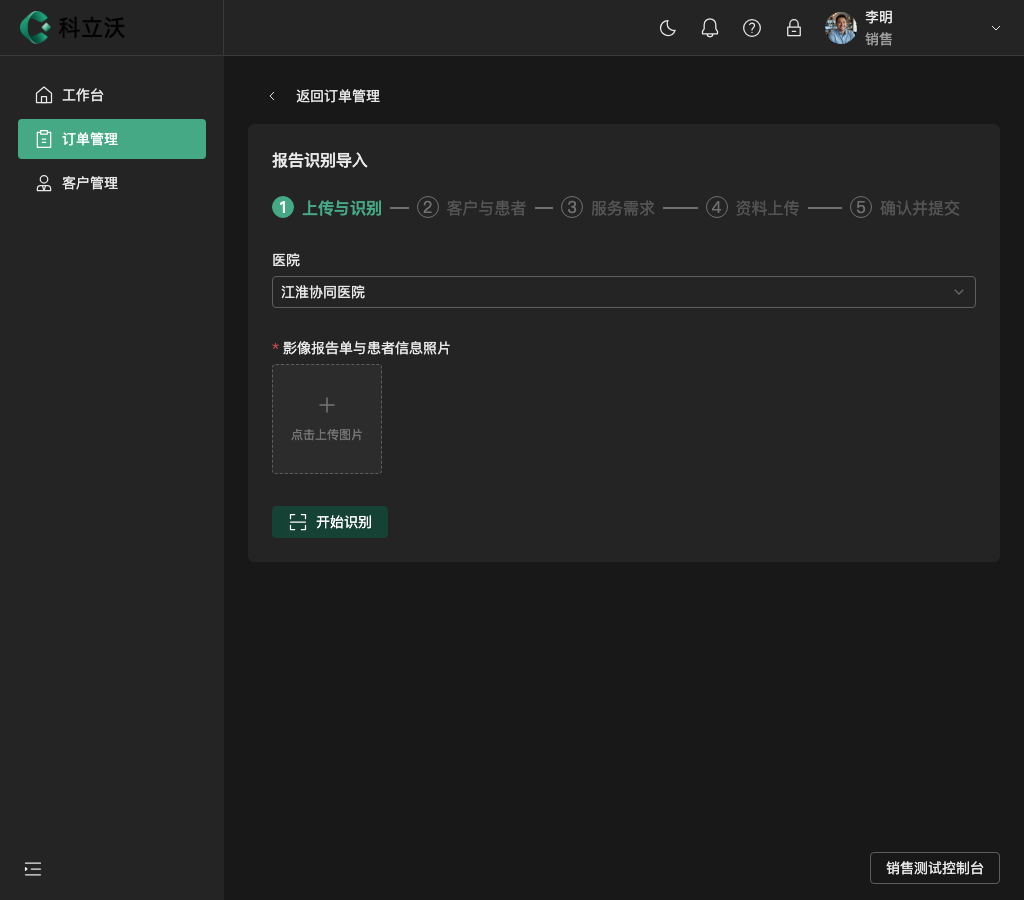 科立沃
李明
销售
工作台
订单管理
客户管理
返回订单管理
报告识别导入
1 上传与识别 2 客户与患者 3 服务需求 4 资料上传 5 确认并提交
医院
江淮协同医院
* 影像报告单与患者信息照片
点击上传图片
开始识别
销售测试控制台